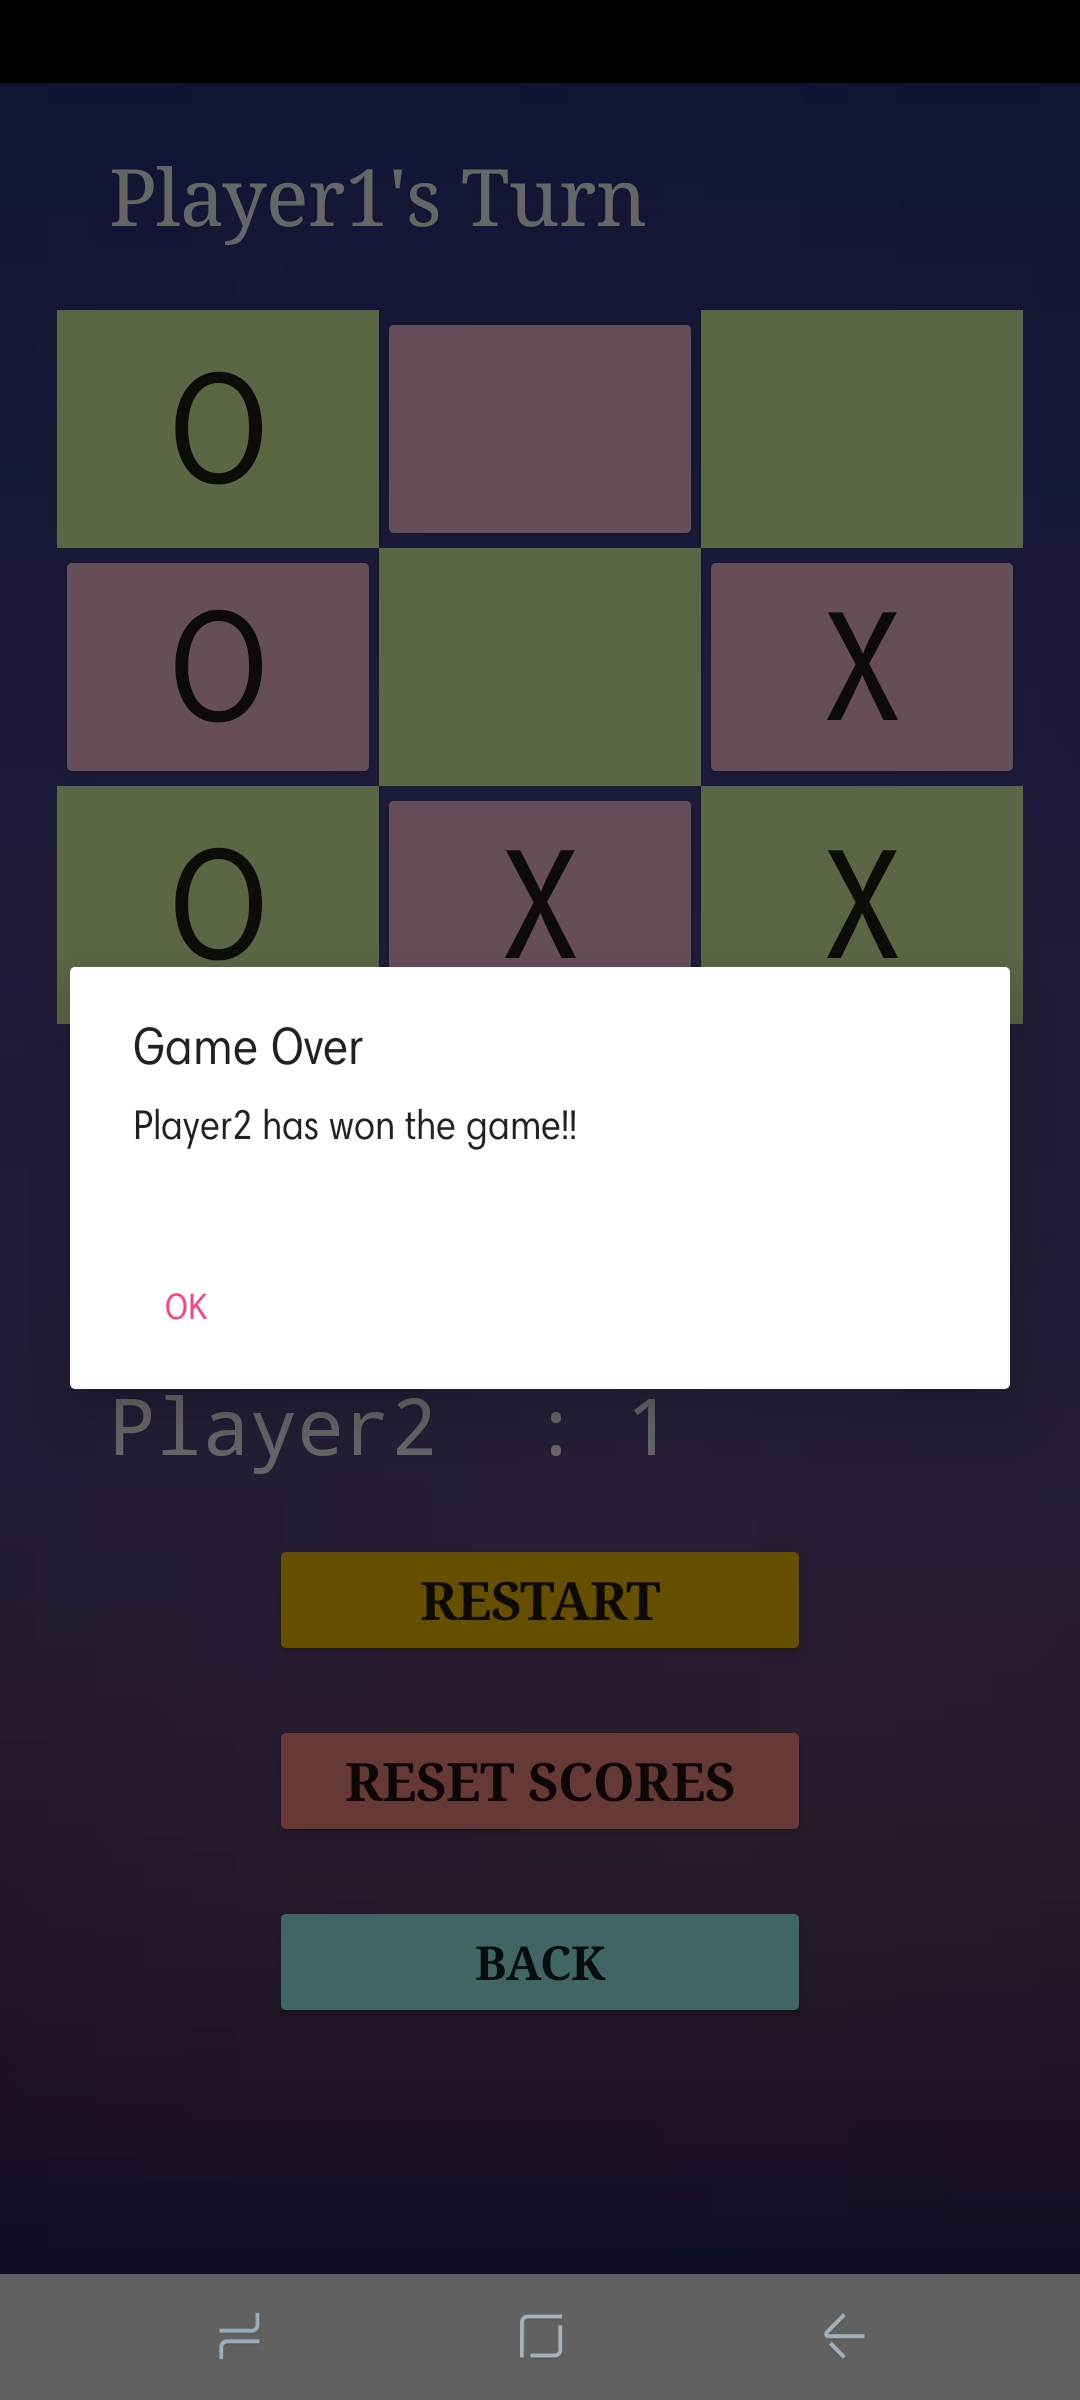 Player1's Turn
O
O X
O X X
Game Over
Player2 has won the game!!
OK
Player2 : 1
RESTART
RESET SCORES
BACK